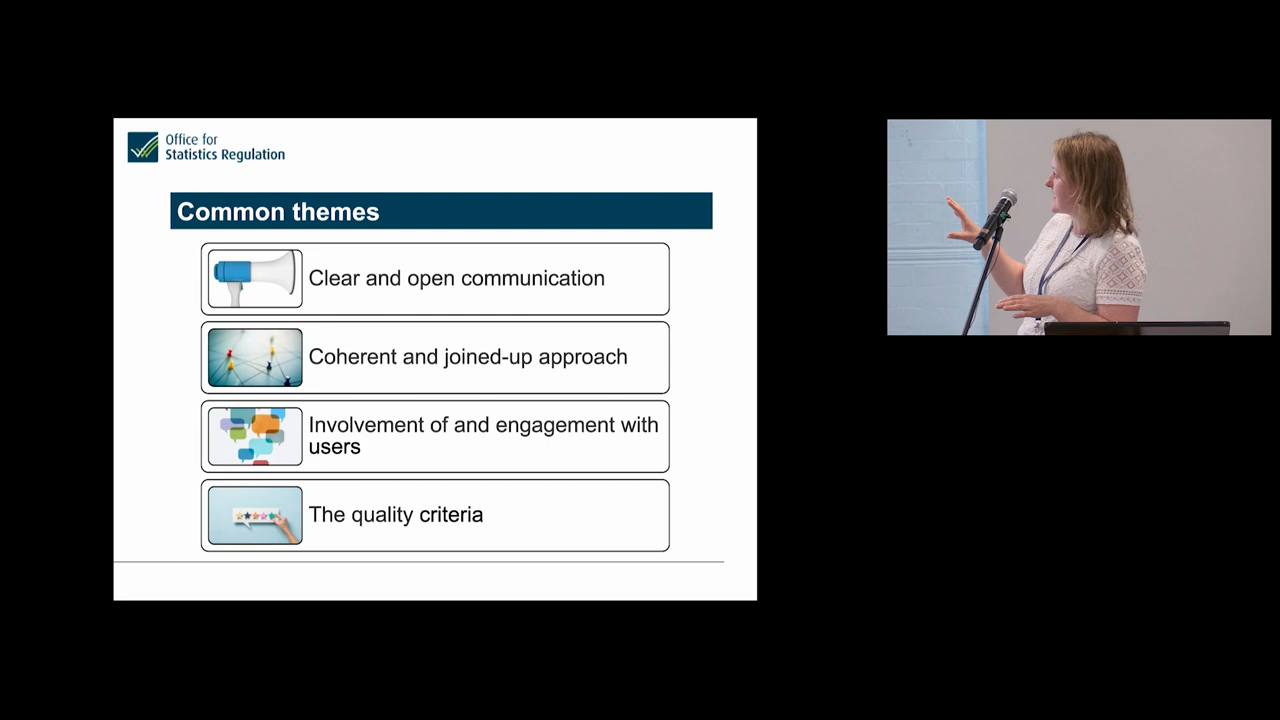 Office for
Statistics Regulation
Common themes
Clear and open communication
Coherent and joined-up approach
Involvement of and engagement with
users
The quality criteria